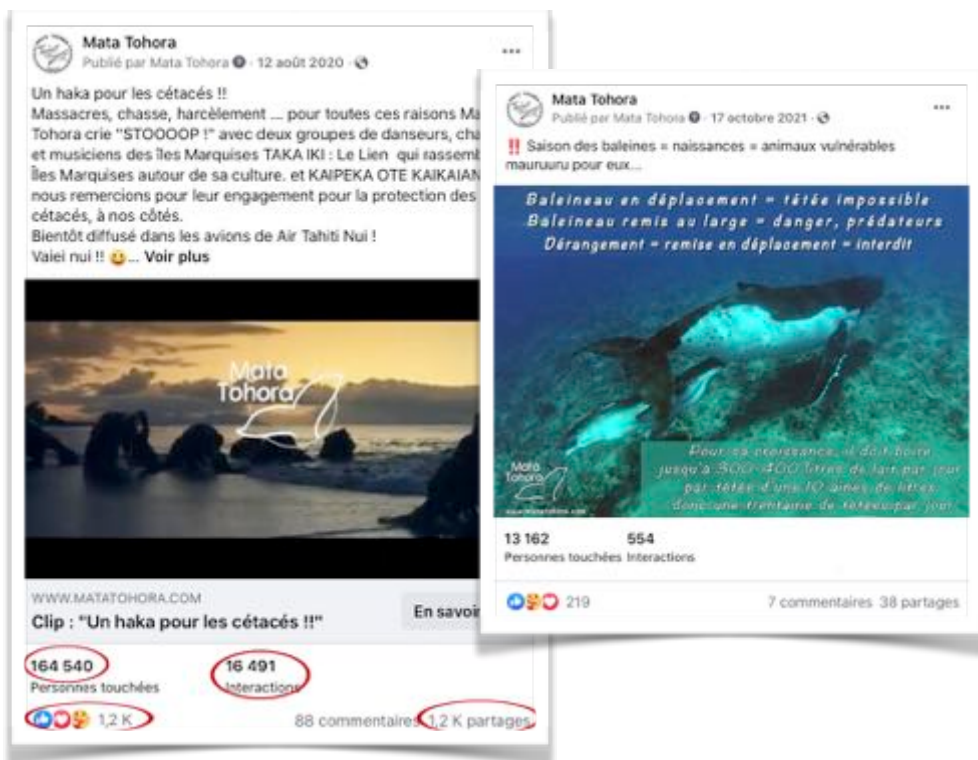 Mata Tohora
Publié par Mata Tohora · 12 août 2020 ·
Un haka pour les cétacés !!
Massacres, chasse, harcèlement ... pour toutes ces raisons Ma
Tohora crie "STOOOOP !" avec deux groupes de danseurs, cha
et musiciens des îles Marquises TAKA IKI : Le Lien qui rassemb
Îles Marquises autour de sa culture. et KAIPEKA OTE KAIKAIAN
nous remercions pour leur engagement pour la protection des
cétacés, à nos côtés.
Bientôt diffusé dans les avions de Air Tahiti Nui !
Vaiei nui !! ... Voir plus
Mata
Tohora
WWW.MATATOHORA.COM
Clip : "Un haka pour les cétacés !!"
En savoir
164 540
Personnes touchées
16 491
Interactions
1,2 K
88 commentaires 1,2 K partages
Mata Tohora
Publié par Mata Tohora · 17 octobre 2021 ·
‼️ Saison des baleines = naissances = animaux vulnérables
mauruuru pour eux...
Baleineau en déplacement = tétée impossible
Baleineau remis au large = danger, prédateurs
Dérangement = remise en déplacement = interdit
Pour sa croissance, il doit boire
jusqu'à 300-400 litres de lait par jour
par tétée d'une 10 aines de litres
donc une trentaine de tétées par jour
Mata
Tohora
www.matatohora.com
13 162
Personnes touchées
554
Interactions
219
7 commentaires 38 partages